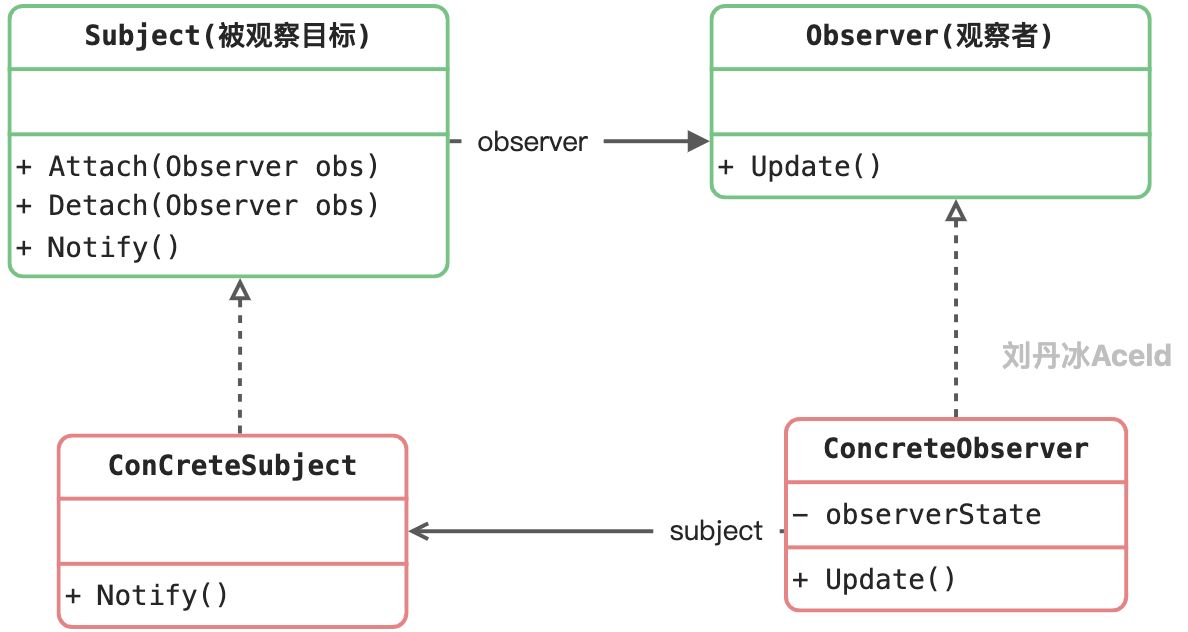 Subject(被观察目标)
+ Attach(Observer obs)
+ Detach(Observer obs)
+ Notify()
observer
Observer(观察者)
+ Update()
刘丹冰Aceld
ConCreteSubject
+ Notify()
subject
ConcreteObserver
− observerState
+ Update()